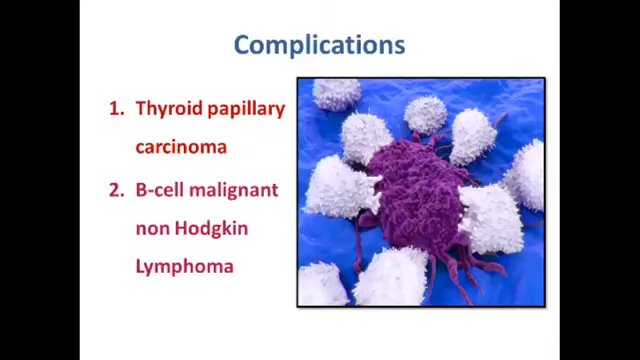 Complications
1. Thyroid papillary
carcinoma
2. B-cell malignant
non Hodgkin
Lymphoma